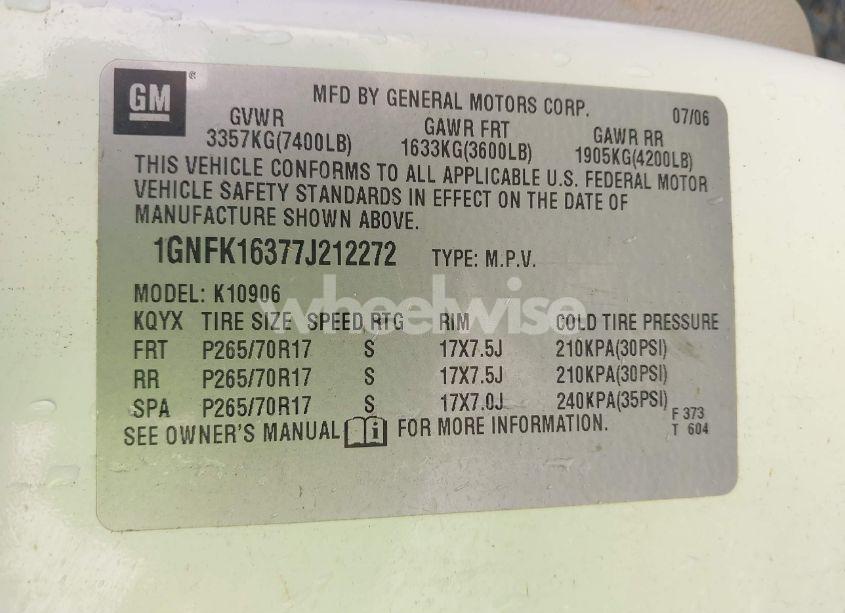 GM ®
MFD BY GENERAL MOTORS CORP. 07/06
GVWR GAWR FRT GAWR RR
3357KG(7400LB) 1633KG(3600LB) 1905KG(4200LB)
THIS VEHICLE CONFORMS TO ALL APPLICABLE U.S. FEDERAL MOTOR
VEHICLE SAFETY STANDARDS IN EFFECT ON THE DATE OF
MANUFACTURE SHOWN ABOVE.
1GNFK16377J212272 TYPE: M.P.V.
MODEL: K10906
wheelwise
KQYX TIRE SIZE SPEED RTG RIM COLD TIRE PRESSURE
FRT P265/70R17 S 17X7.5J 210KPA(30PSI)
RR P265/70R17 S 17X7.5J 210KPA(30PSI)
SPA P265/70R17 S 17X7.0J 240KPA(35PSI)
F 373
T 604
SEE OWNER'S MANUAL i FOR MORE INFORMATION.